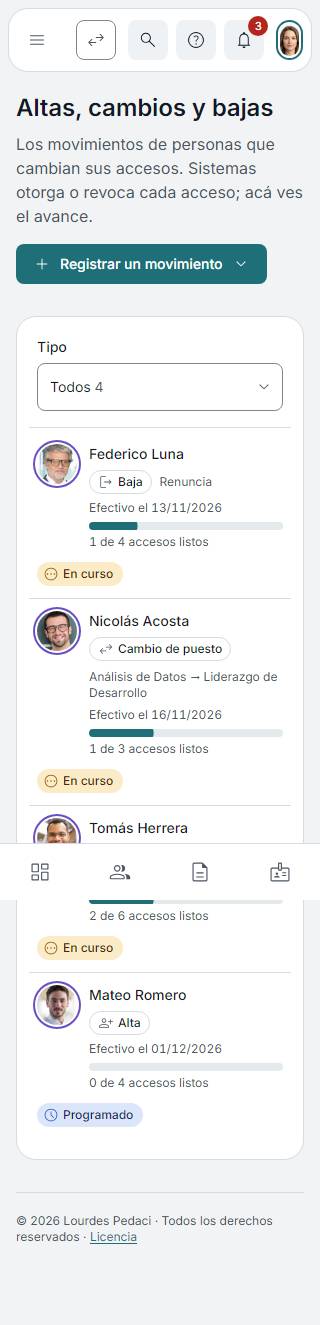 3
Altas, cambios y bajas
Los movimientos de personas que
cambian sus accesos. Sistemas
otorga o revoca cada acceso; acá ves
el avance.
Registrar un movimiento
Tipo
Todos 4
Federico Luna
Baja Renuncia
Efectivo el 13/11/2026
1 de 4 accesos listos
En curso
Nicolás Acosta
Cambio de puesto
Análisis de Datos → Liderazgo de
Desarrollo
Efectivo el 16/11/2026
1 de 3 accesos listos
En curso
Tomás Herrera
2 de 6 accesos listos
En curso
Mateo Romero
Alta
Efectivo el 01/12/2026
0 de 4 accesos listos
Programado
© 2026 Lourdes Pedaci · Todos los derechos
reservados · Licencia